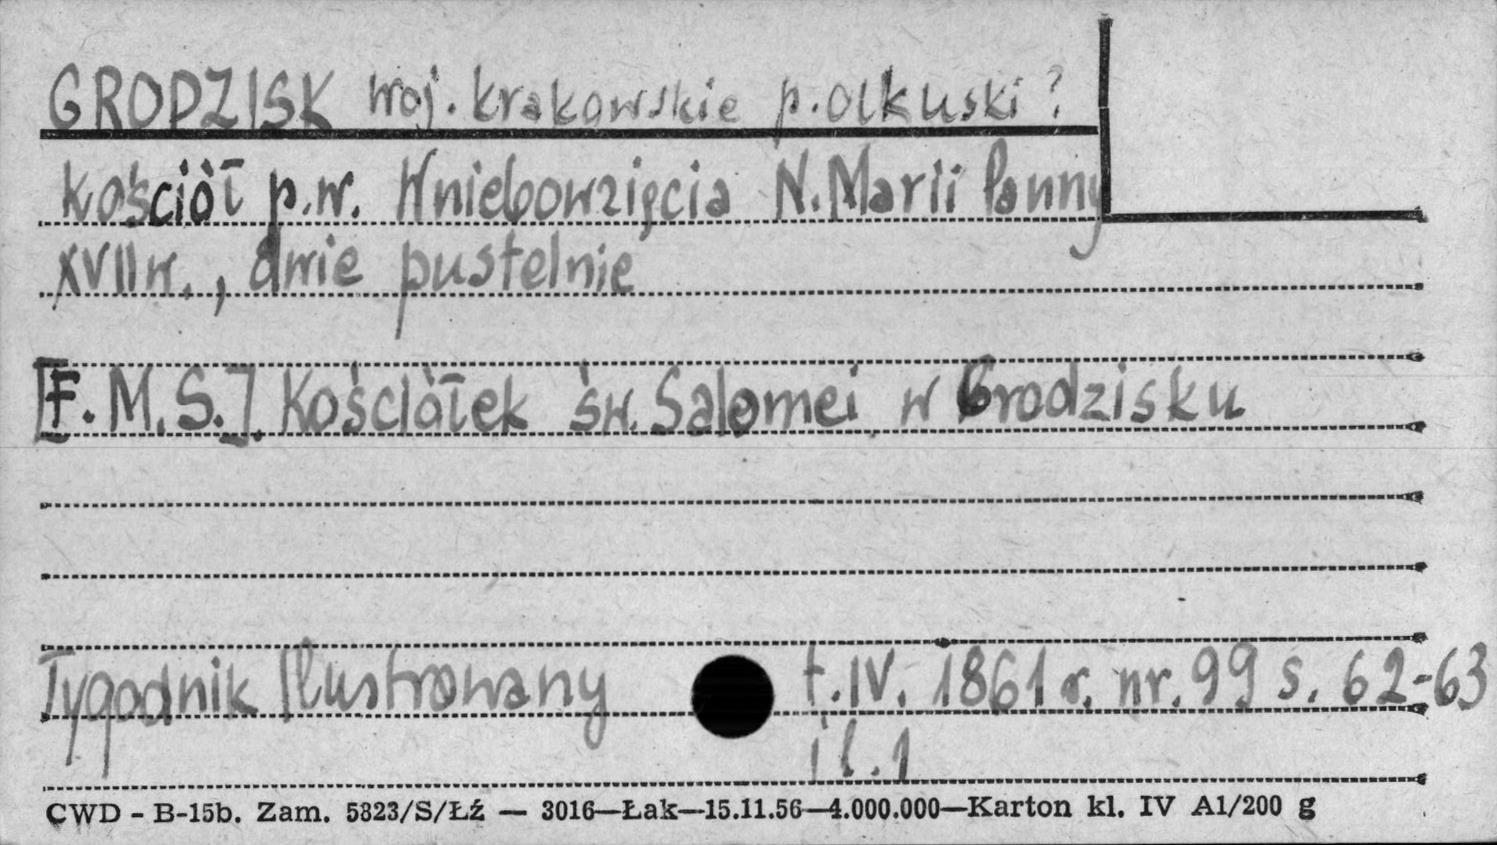 GRODZISK woj. krakowskie p. olkuski?
kościół p.w. Wniebowzięcia N. Marii Panny
XVII w., dwie pustelnie
[F. M. S.]. Kościółek św. Salomei w Grodzisku
Tygodnik Ilustrowany t. IV. 1861 r. nr. 99 s. 62-63
il. 1
CWD - B-15b. Zam. 5823/S/Łź — 3016—Łak—15.11.56—4.000.000—Karton kl. IV A1/200 g